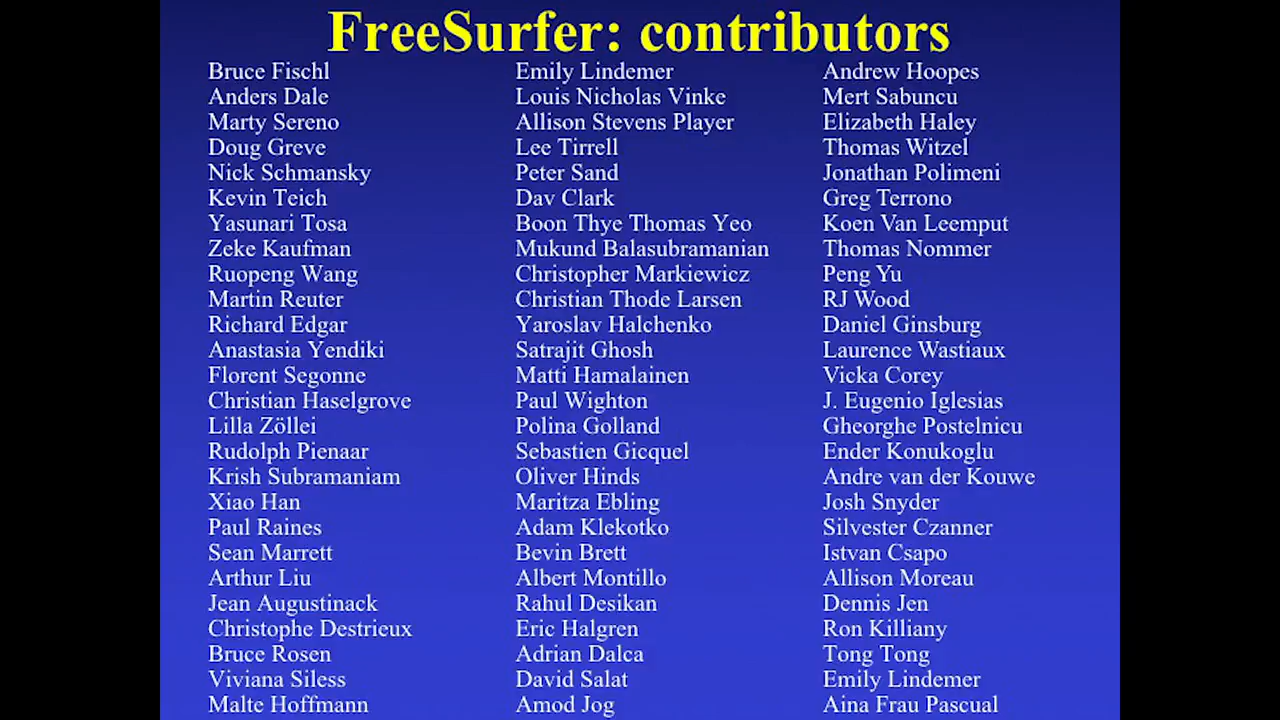 FreeSurfer: contributors
Bruce Fischl
Anders Dale
Marty Sereno
Doug Greve
Nick Schmansky
Kevin Teich
Yasunari Tosa
Zeke Kaufman
Ruopeng Wang
Martin Reuter
Richard Edgar
Anastasia Yendiki
Florent Segonne
Christian Haselgrove
Lilla Zöllei
Rudolph Pienaar
Krish Subramaniam
Xiao Han
Paul Raines
Sean Marrett
Arthur Liu
Jean Augustinack
Christophe Destrieux
Bruce Rosen
Viviana Siless
Malte Hoffmann
Emily Lindemer
Louis Nicholas Vinke
Allison Stevens Player
Lee Tirrell
Peter Sand
Dav Clark
Boon Thye Thomas Yeo
Mukund Balasubramanian
Christopher Markiewicz
Christian Thode Larsen
Yaroslav Halchenko
Satrajit Ghosh
Matti Hamalainen
Paul Wighton
Polina Golland
Sebastien Gicquel
Oliver Hinds
Maritza Ebling
Adam Klekotko
Bevin Brett
Albert Montillo
Rahul Desikan
Eric Halgren
Adrian Dalca
David Salat
Amod Jog
Andrew Hoopes
Mert Sabuncu
Elizabeth Haley
Thomas Witzel
Jonathan Polimeni
Greg Terrono
Koen Van Leemput
Thomas Nommer
Peng Yu
RJ Wood
Daniel Ginsburg
Laurence Wastiaux
Vicka Corey
J. Eugenio Iglesias
Gheorghe Postelnicu
Ender Konukoglu
Andre van der Kouwe
Josh Snyder
Silvester Czanner
Istvan Csapo
Allison Moreau
Dennis Jen
Ron Killiany
Tong Tong
Emily Lindemer
Aina Frau Pascual